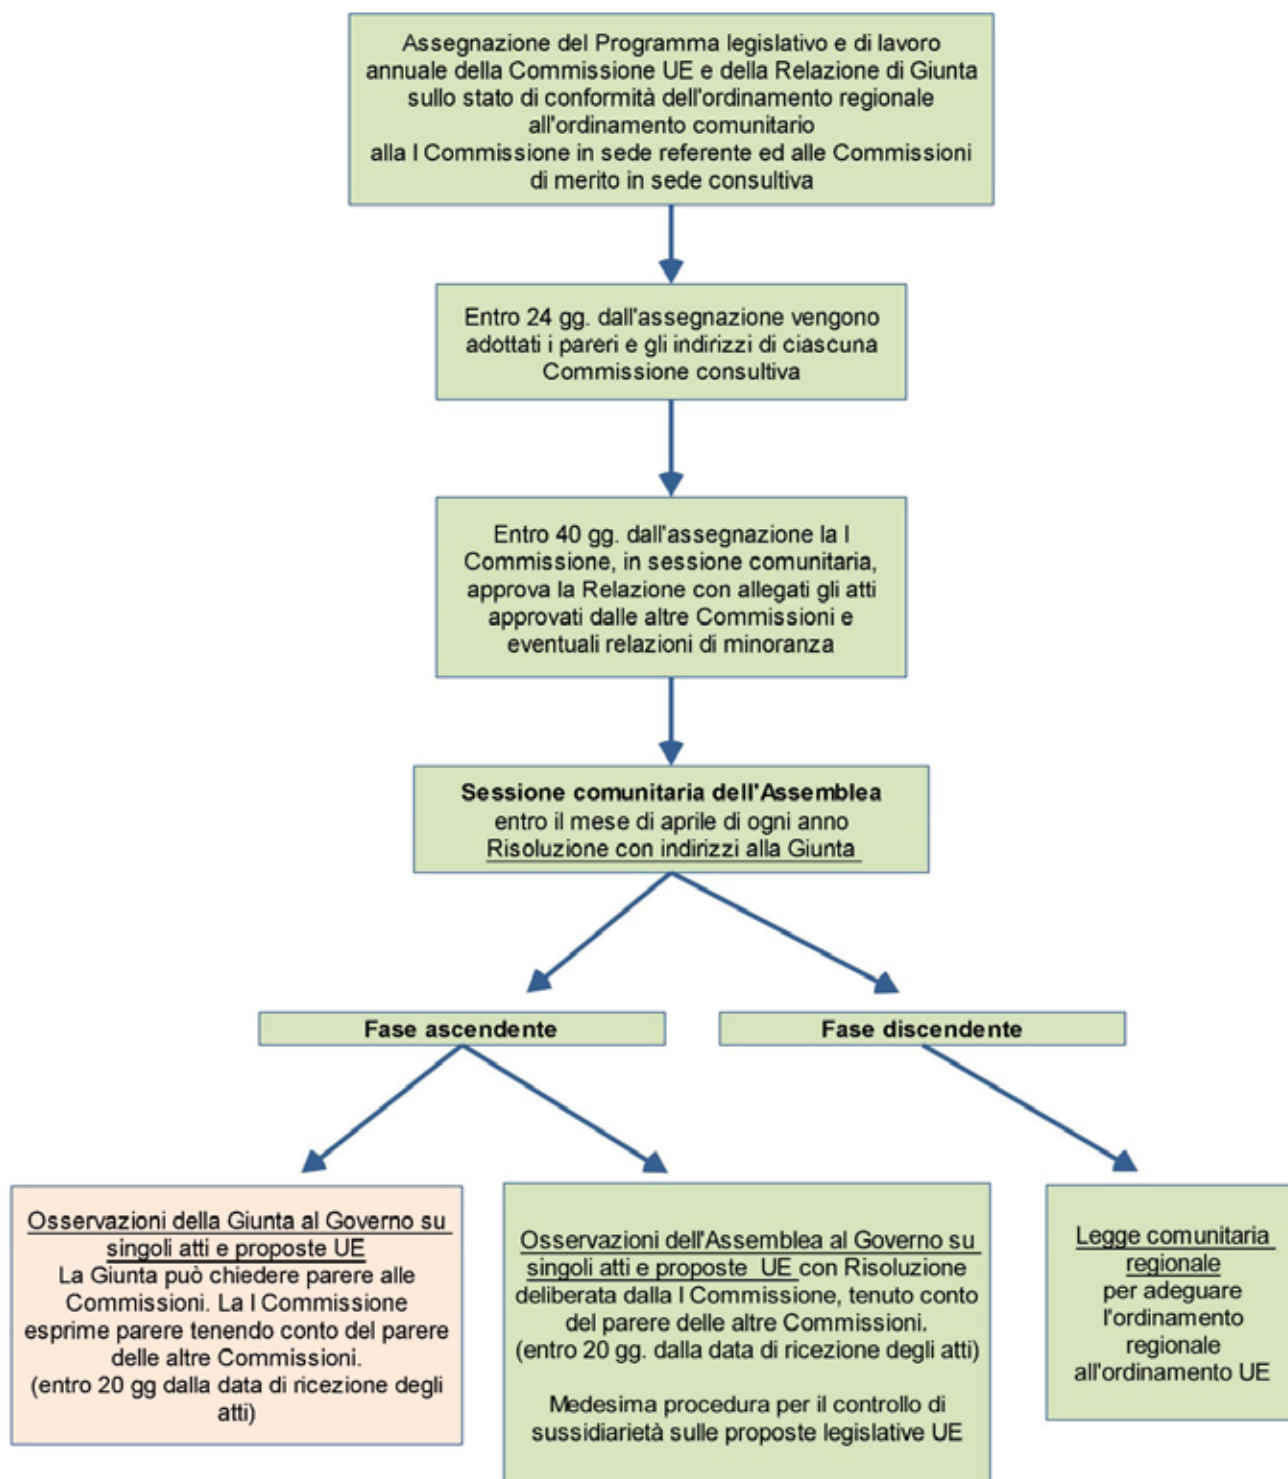 Assegnazione del Programma legislativo e di lavoro
annuale della Commissione UE e della Relazione di Giunta
sullo stato di conformità dell'ordinamento regionale
all'ordinamento comunitario
alla I Commissione in sede referente ed alle Commissioni
di merito in sede consultiva
Entro 24 gg. dall'assegnazione vengono
adottati i pareri e gli indirizzi di ciascuna
Commissione consultiva
Entro 40 gg. dall'assegnazione la I
Commissione, in sessione comunitaria,
approva la Relazione con allegati gli atti
approvati dalle altre Commissioni e
eventuali relazioni di minoranza
Sessione comunitaria dell'Assemblea
entro il mese di aprile di ogni anno
Risoluzione con indirizzi alla Giunta
Fase ascendente
Fase discendente
Osservazioni della Giunta al Governo su
singoli atti e proposte UE
La Giunta può chiedere parere alle
Commissioni. La I Commissione
esprime parere tenendo conto del parere
delle altre Commissioni.
(entro 20 gg dalla data di ricezione degli
atti)
Osservazioni dell'Assemblea al Governo su
singoli atti e proposte UE con Risoluzione
deliberata dalla I Commissione, tenuto conto
del parere delle altre Commissioni.
(entro 20 gg. dalla data di ricezione degli atti)
Medesima procedura per il controllo di
sussidiarietà sulle proposte legislative UE
Legge comunitaria
regionale
per adeguare
l'ordinamento
regionale
all'ordinamento UE